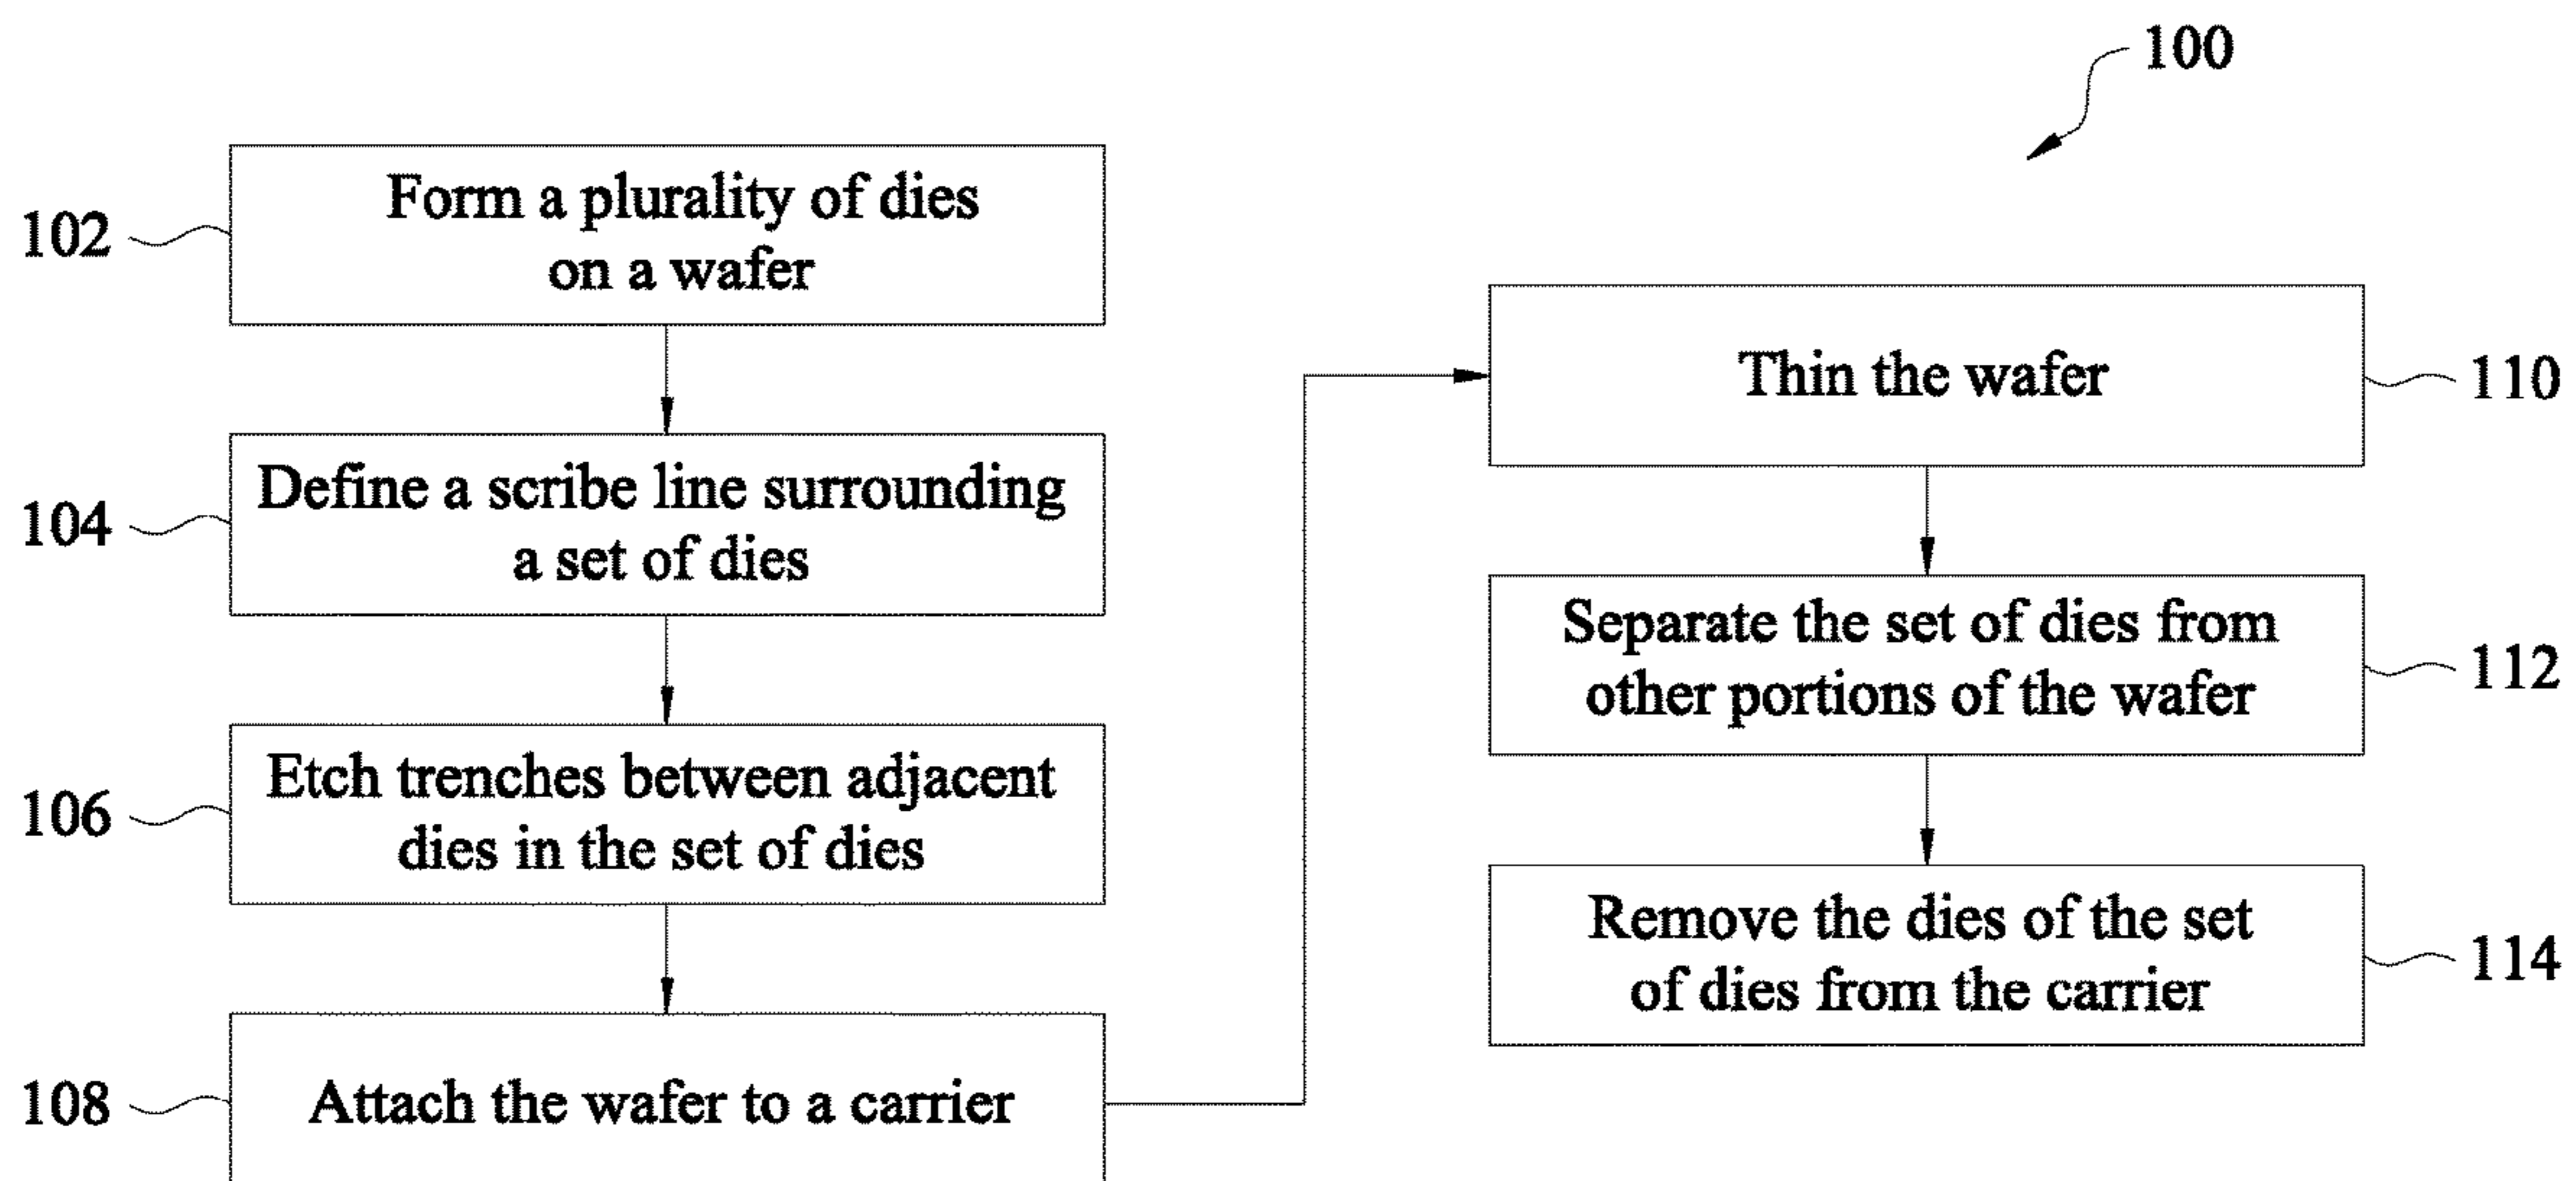 100
102
Form a plurality of dies
on a wafer
104
Define a scribe line surrounding
a set of dies
106
Etch trenches between adjacent
dies in the set of dies
108
Attach the wafer to a carrier
Thin the wafer
110
Separate the set of dies from
other portions of the wafer
112
Remove the dies of the set
of dies from the carrier
114